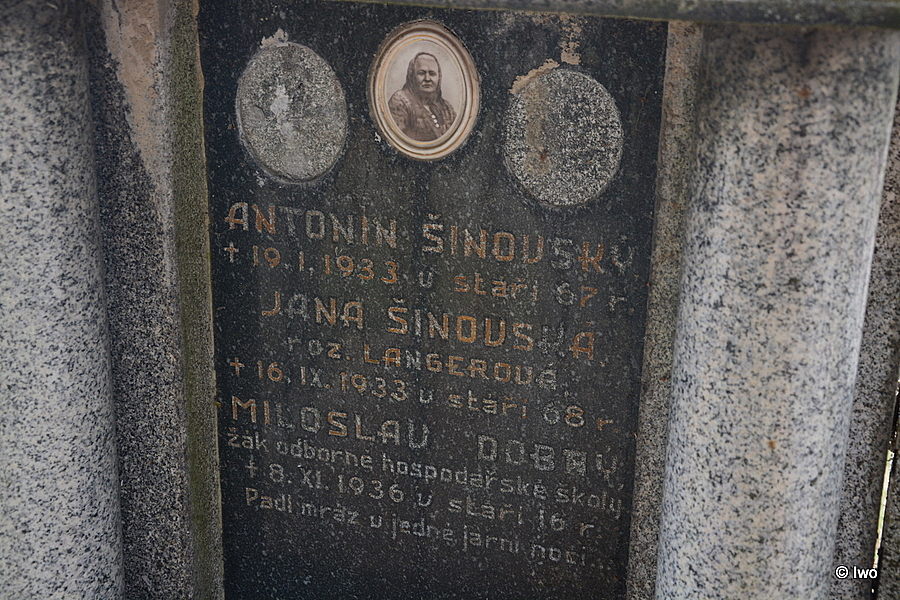 ANTONÍN ŠINOVSKÝ
† 19. I. 1933 v stáří 67 r.
JANA ŠINOVSKÁ
roz. LANGEROVÁ
† 16. IX. 1933 v stáří 68 r.
MILOSLAV DOBRÝ
žák odborné hospodářské školy
† 8. XI. 1936 v stáří 16 r.
Padl mráz v jedné jarní noci.
© Iwo